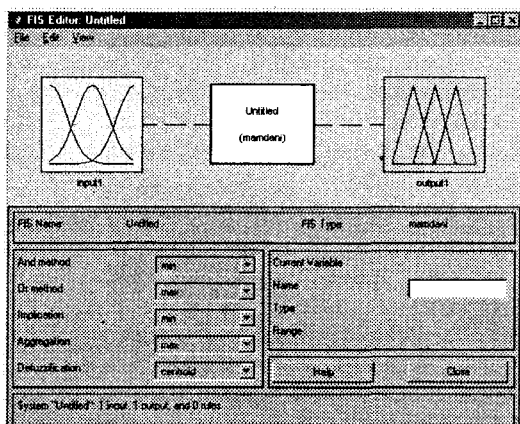 FIS Editor: Untitled
File Edit View
Untitled
(mamdani)
input1
output1
FIS Name: Untitled FIS Type: mamdani
And method min
Or method max
Implication min
Aggregation max
Defuzzification centroid
Current Variable
Name
Type
Range
Help Close
System "Untitled": 1 input, 1 output, and 0 rules